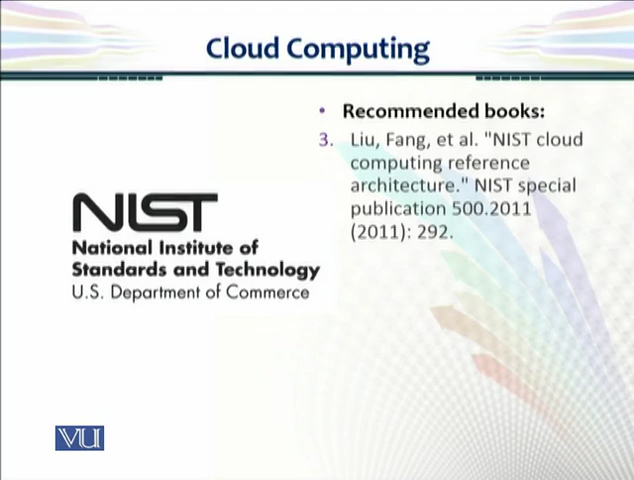 Cloud Computing
• Recommended books:
3. Liu, Fang, et al. "NIST cloud
computing reference
architecture." NIST special
publication 500.2011
(2011): 292.
NIST
National Institute of
Standards and Technology
U.S. Department of Commerce
VU